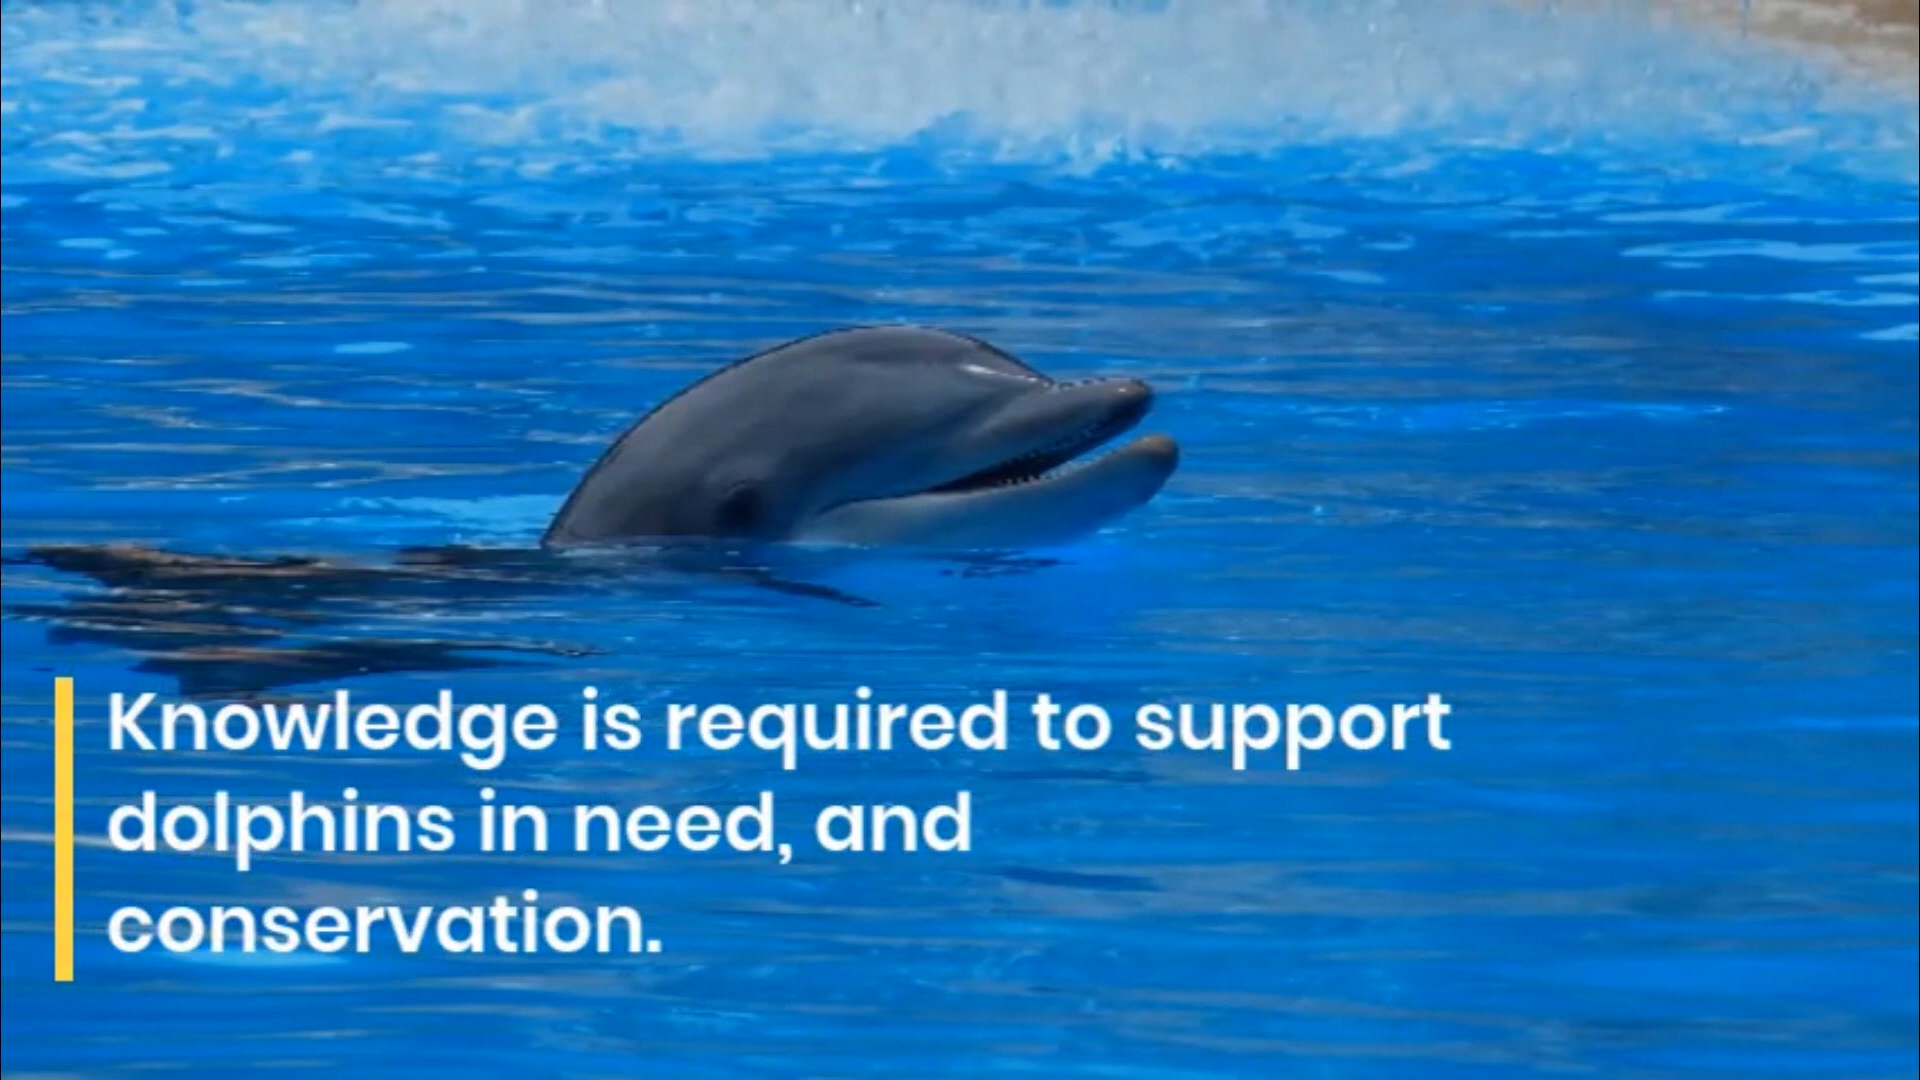 Knowledge is required to support
dolphins in need, and
conservation.